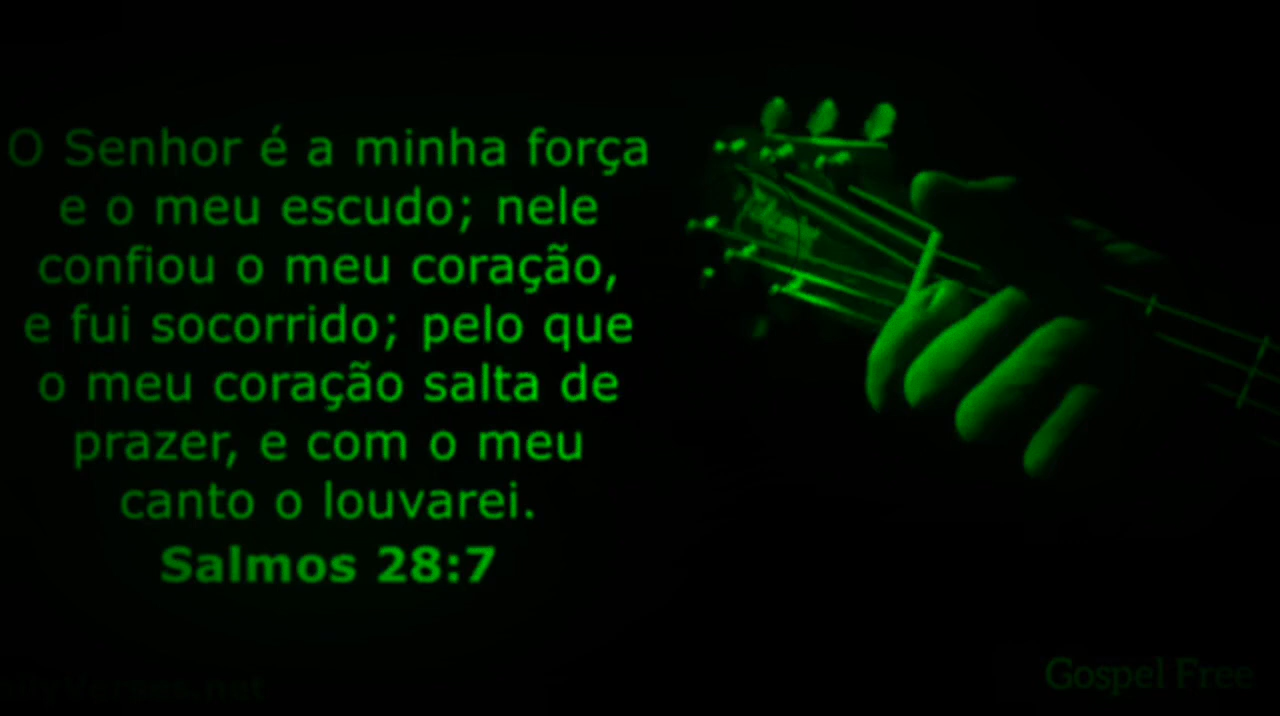 O Senhor é a minha força
e o meu escudo; nele
confiou o meu coração,
e fui socorrido; pelo que
o meu coração salta de
prazer, e com o meu
canto o louvarei.
Salmos 28:7
Gospel Free